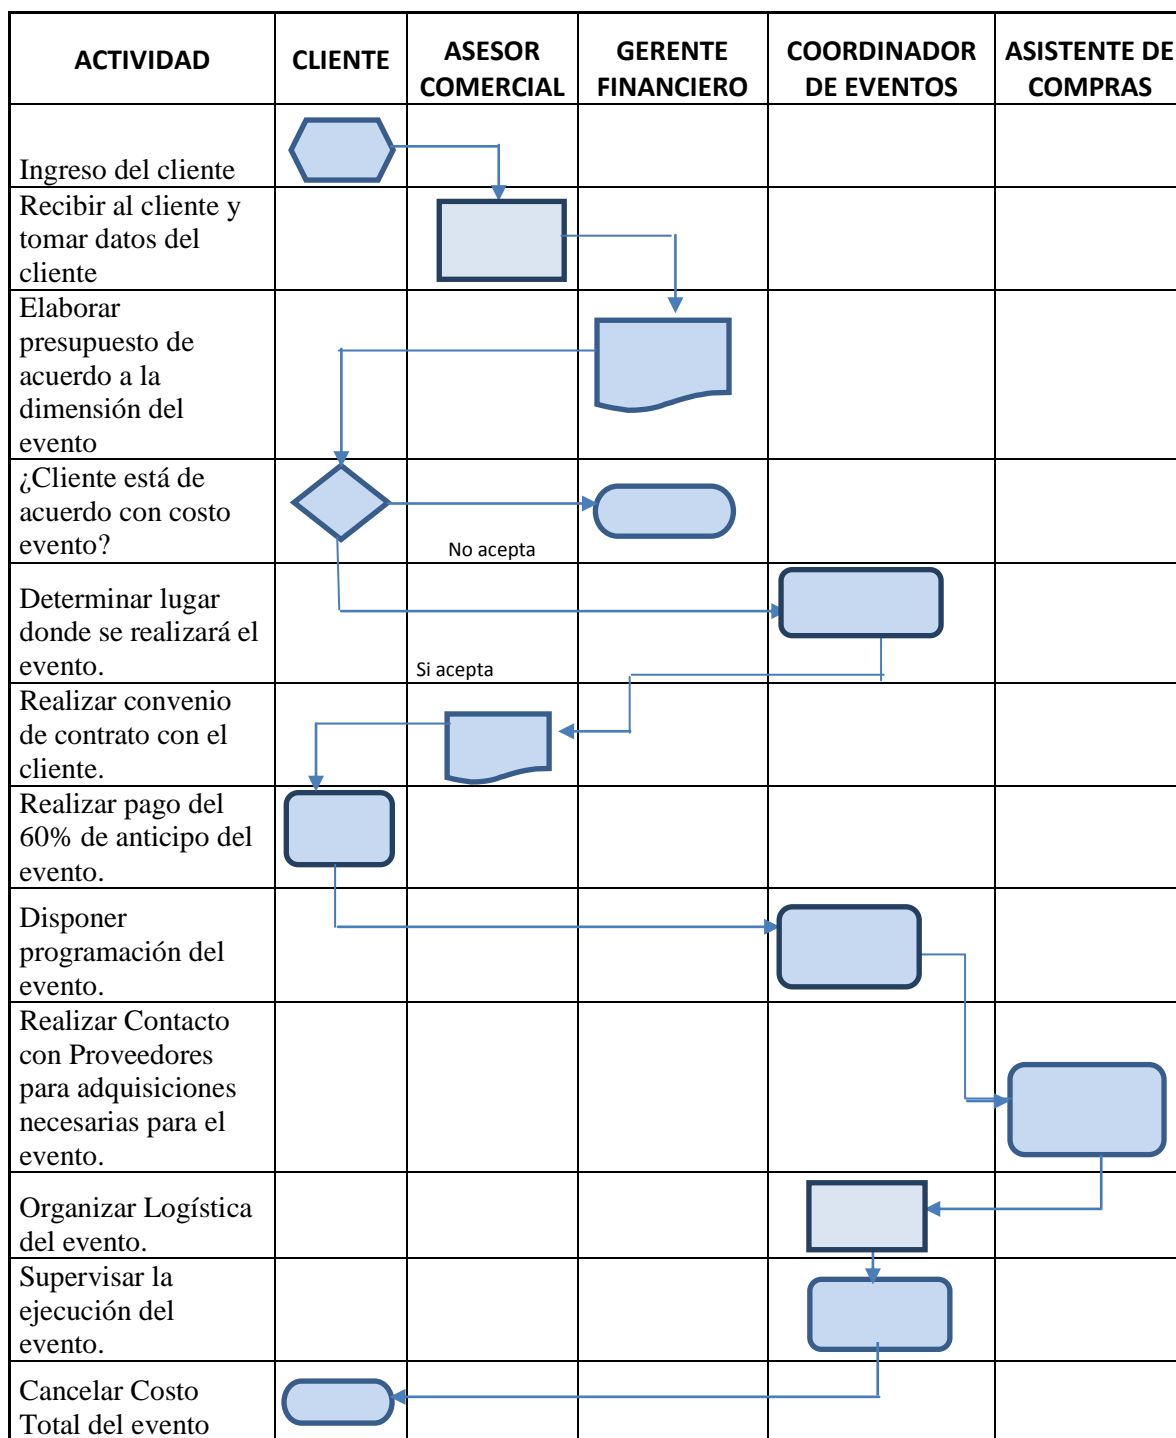 ACTIVIDAD
CLIENTE
ASESOR
COMERCIAL
GERENTE
FINANCIERO
COORDINADOR
DE EVENTOS
ASISTENTE DE
COMPRAS
Ingreso del cliente
Recibir al cliente y
tomar datos del
cliente
Elaborar
presupuesto de
acuerdo a la
dimensión del
evento
¿Cliente está de
acuerdo con costo
evento?
No acepta
Determinar lugar
donde se realizará el
evento.
Si acepta
Realizar convenio
de contrato con el
cliente.
Realizar pago del
60% de anticipo del
evento.
Disponer
programación del
evento.
Realizar Contacto
con Proveedores
para adquisiciones
necesarias para el
evento.
Organizar Logística
del evento.
Supervisar la
ejecución del
evento.
Cancelar Costo
Total del evento